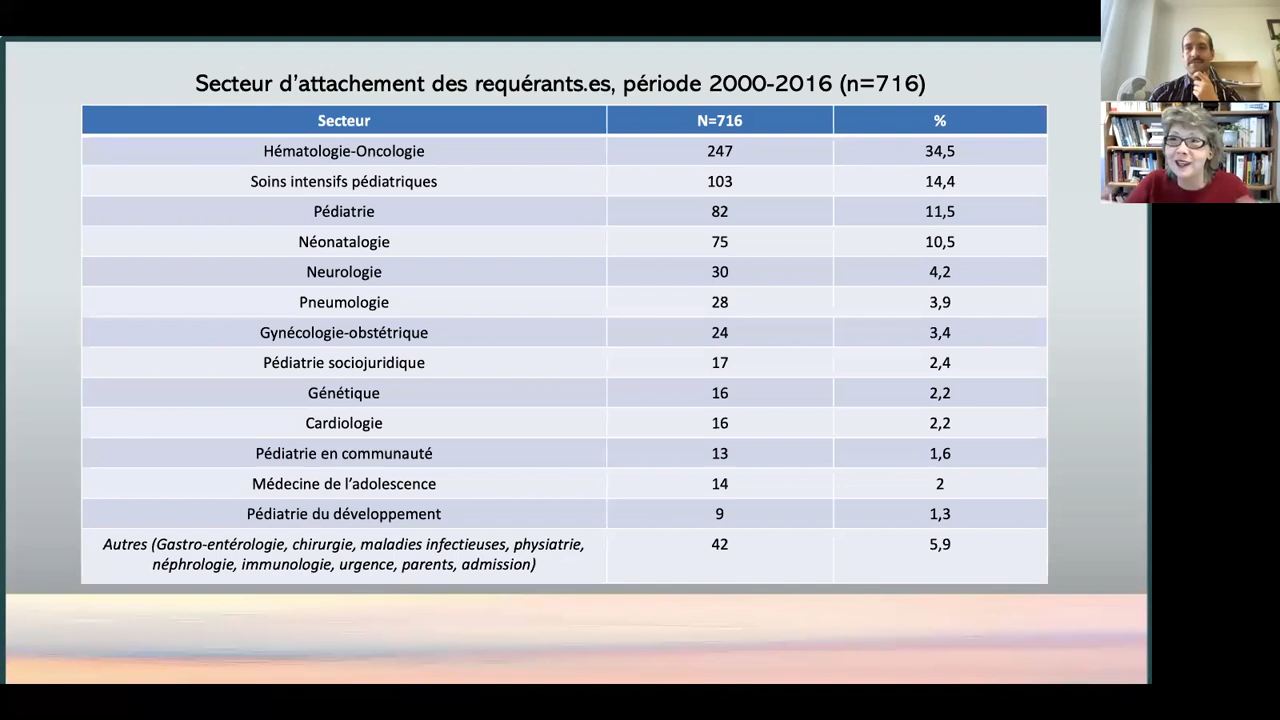 Secteur d'attachement des requérants.es, période 2000-2016 (n=716)
Secteur N=716 %
Hématologie-Oncologie 247 34,5
Soins intensifs pédiatriques 103 14,4
Pédiatrie 82 11,5
Néonatalogie 75 10,5
Neurologie 30 4,2
Pneumologie 28 3,9
Gynécologie-obstétrique 24 3,4
Pédiatrie sociojuridique 17 2,4
Génétique 16 2,2
Cardiologie 16 2,2
Pédiatrie en communauté 13 1,6
Médecine de l'adolescence 14 2
Pédiatrie du développement 9 1,3
Autres (Gastro-entérologie, chirurgie, maladies infectieuses, physiatrie, 42 5,9
néphrologie, immunologie, urgence, parents, admission)